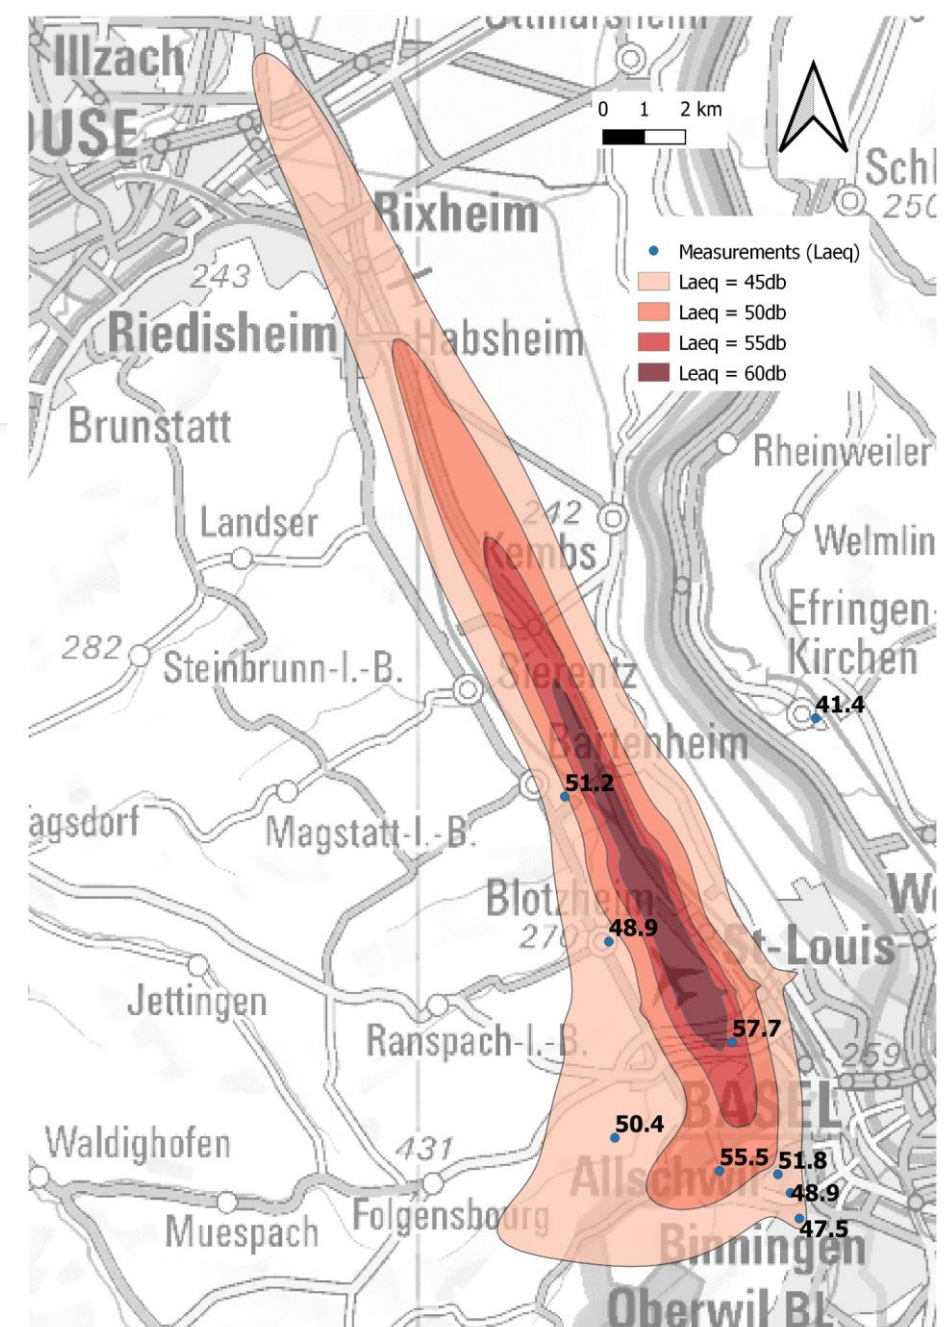 Illzach
0 1 2 km
Schl
250
Rixheim
Measurements (Laeq)
243
Laeq = 45db
Laeq = 50db
Riedisheim
Habsheim
Laeq = 55db
Leaq = 60db
Brunstatt
Rheinweiler
242
Landser
Kembs
Welmlin
Efringen-
Kirchen
282
Steinbrunn-l.-B.
Sierentz
41.4
Bartenheim
51.2
agsdorf
Magstatt-l.-B.
Blotzheim
270
48.9
St-Louis
Jettingen
Ranspach-l.-B.
57.7
259
BASEL
50.4
Waldighofen
431
55.5
51.8
Allschwil
48.9
Muespach
Folgensbourg
47.5
Binningen
Oberwil BL